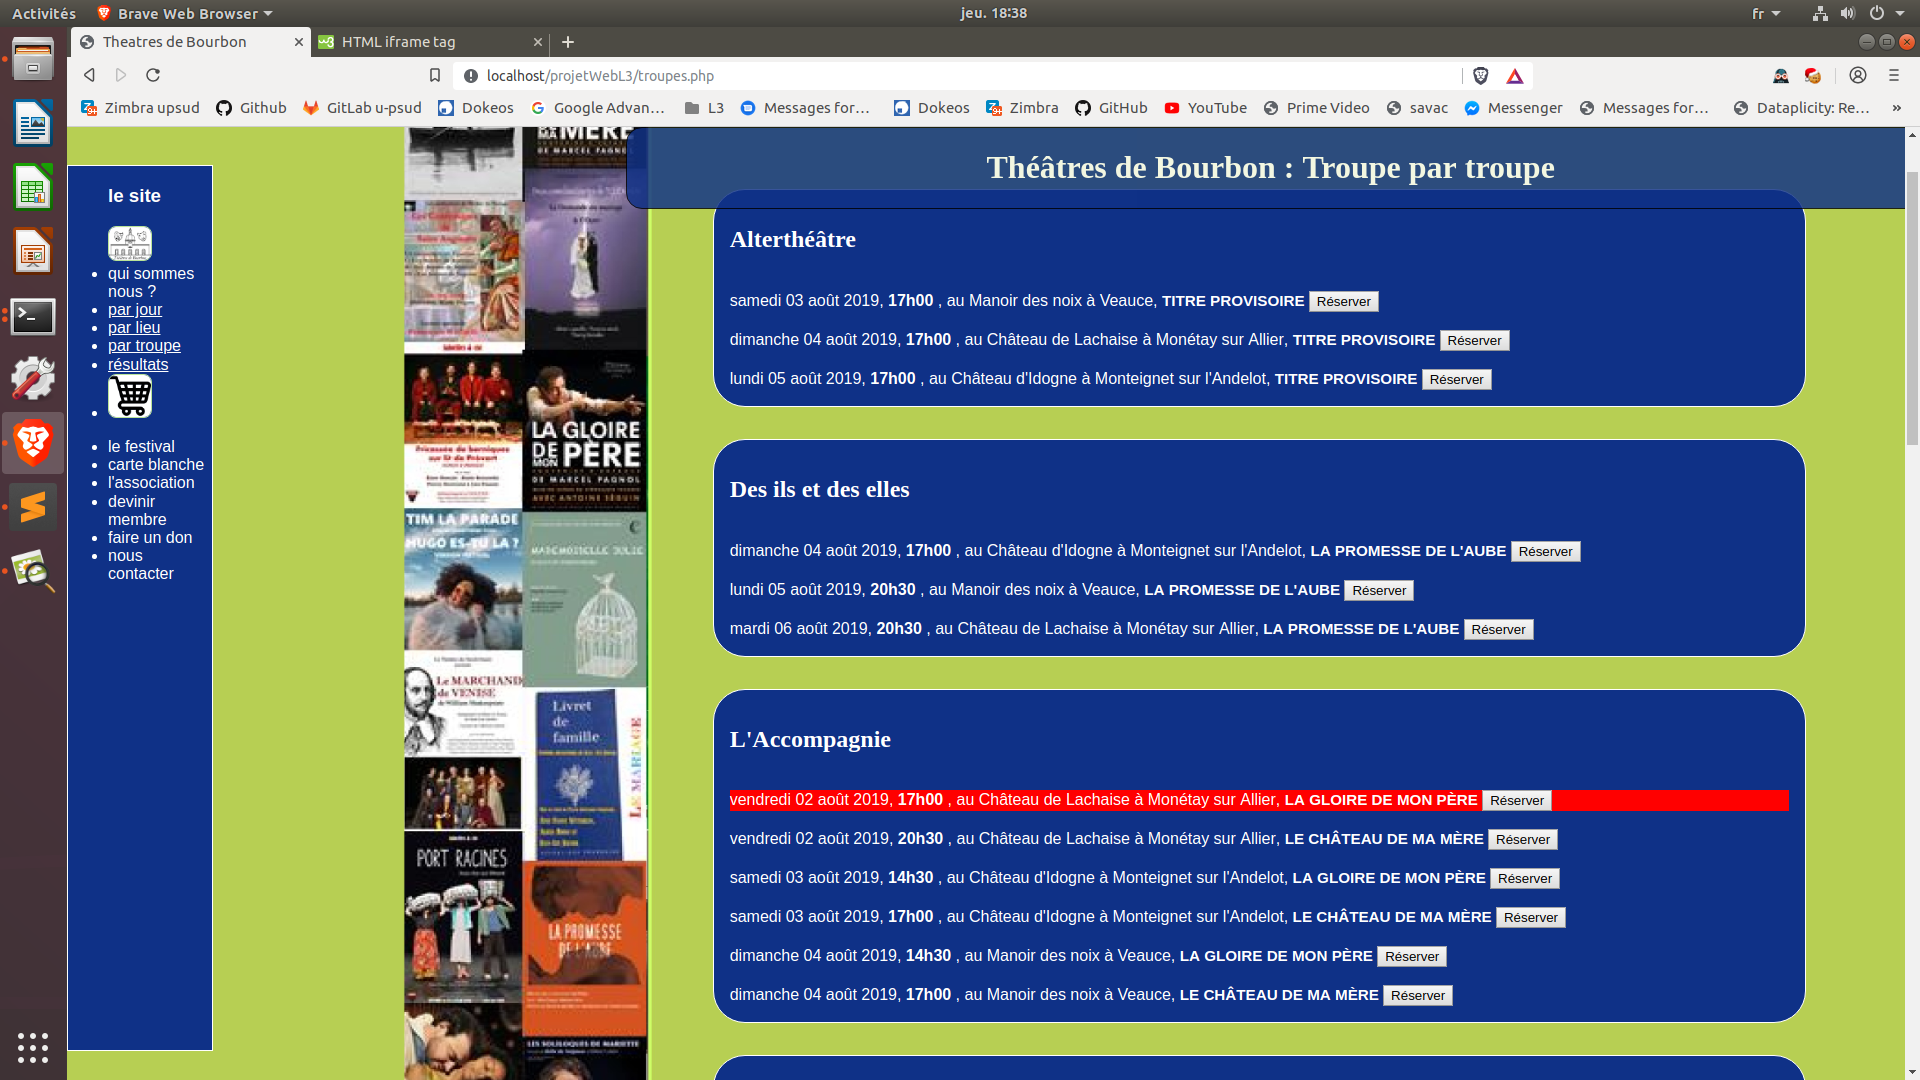 Activités
Brave Web Browser
jeu. 18:38
fr
Theatres de Bourbon
HTML iframe tag
localhost/projetWebL3/troupes.php
Zimbra upsud
Github
GitLab u-psud
Dokeos
Google Advan…
L3
Messages for…
Dokeos
Zimbra
GitHub
YouTube
Prime Video
savac
Messenger
Messages for…
Dataplicity: Re…
»
Théâtres de Bourbon : Troupe par troupe
le site
qui sommes
nous ?
par jour
par lieu
par troupe
résultats
le festival
carte blanche
l'association
devinir
membre
faire un don
nous
contacter
MA MÈRE
DE MARCEL PAGNOL
LA GLOIRE
DE MON PÈRE
DE MARCEL PAGNOL
AVEC ANTOINE SÉGUIN
TIM LA PARADE
HUGO ES-TU LA ?
MADEMOISELLE JULIE
Le MARCHAND
de VENISE
Livret
de
famille
LE MARIAGE
PORT RACINES
LA PROMESSE
DE L'AUBE
LES SOLILOQUES DE MARIETTE
Alterthéâtre
samedi 03 août 2019, 17h00 , au Manoir des noix à Veauce, TITRE PROVISOIRE Réserver
dimanche 04 août 2019, 17h00 , au Château de Lachaise à Monétay sur Allier, TITRE PROVISOIRE Réserver
lundi 05 août 2019, 17h00 , au Château d'Idogne à Monteignet sur l'Andelot, TITRE PROVISOIRE Réserver
Des ils et des elles
dimanche 04 août 2019, 17h00 , au Château d'Idogne à Monteignet sur l'Andelot, LA PROMESSE DE L'AUBE Réserver
lundi 05 août 2019, 20h30 , au Manoir des noix à Veauce, LA PROMESSE DE L'AUBE Réserver
mardi 06 août 2019, 20h30 , au Château de Lachaise à Monétay sur Allier, LA PROMESSE DE L'AUBE Réserver
L'Accompagnie
vendredi 02 août 2019, 17h00 , au Château de Lachaise à Monétay sur Allier, LA GLOIRE DE MON PÈRE Réserver
vendredi 02 août 2019, 20h30 , au Château de Lachaise à Monétay sur Allier, LE CHÂTEAU DE MA MÈRE Réserver
samedi 03 août 2019, 14h30 , au Château d'Idogne à Monteignet sur l'Andelot, LA GLOIRE DE MON PÈRE Réserver
samedi 03 août 2019, 17h00 , au Château d'Idogne à Monteignet sur l'Andelot, LE CHÂTEAU DE MA MÈRE Réserver
dimanche 04 août 2019, 14h30 , au Manoir des noix à Veauce, LA GLOIRE DE MON PÈRE Réserver
dimanche 04 août 2019, 17h00 , au Manoir des noix à Veauce, LE CHÂTEAU DE MA MÈRE Réserver